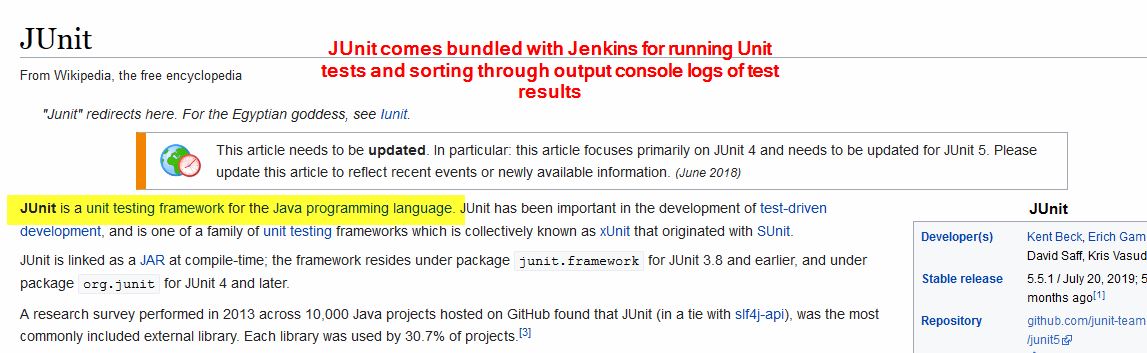 JUnit
JUnit comes bundled with Jenkins for running Unit
tests and sorting through output console logs of test
results
From Wikipedia, the free encyclopedia
"Junit" redirects here. For the Egyptian goddess, see Iunit.
This article needs to be updated. In particular: this article focuses primarily on JUnit 4 and needs to be updated for JUnit 5. Please
update this article to reflect recent events or newly available information. (June 2018)
JUnit is a unit testing framework for the Java programming language. JUnit has been important in the development of test-driven
development, and is one of a family of unit testing frameworks which is collectively known as xUnit that originated with SUnit.
JUnit is linked as a JAR at compile-time; the framework resides under package junit.framework for JUnit 3.8 and earlier, and under
package org.junit for JUnit 4 and later.
A research survey performed in 2013 across 10,000 Java projects hosted on GitHub found that JUnit (in a tie with slf4j-api), was the most
commonly included external library. Each library was used by 30.7% of projects.[3]
JUnit
Developer(s) Kent Beck, Erich Gam
David Saff, Kris Vasud
Stable release 5.5.1 / July 20, 2019; 5
months ago[1]
Repository github.com/junit-team
/junit5